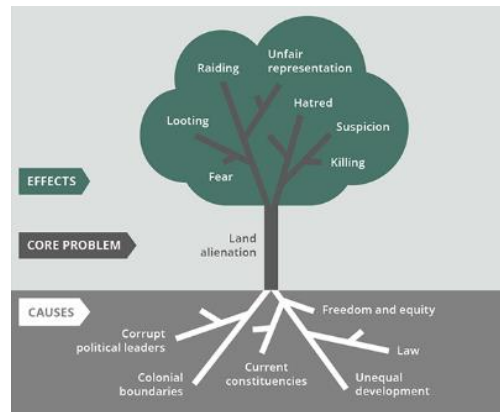 Unfair
representation
Raiding
Hatred
Looting
Suspicion
Killing
Fear
EFFECTS
CORE PROBLEM
Land
alienation
CAUSES
Freedom and equity
Corrupt
political leaders
Law
Current
constituencies
Colonial
boundaries
Unequal
development